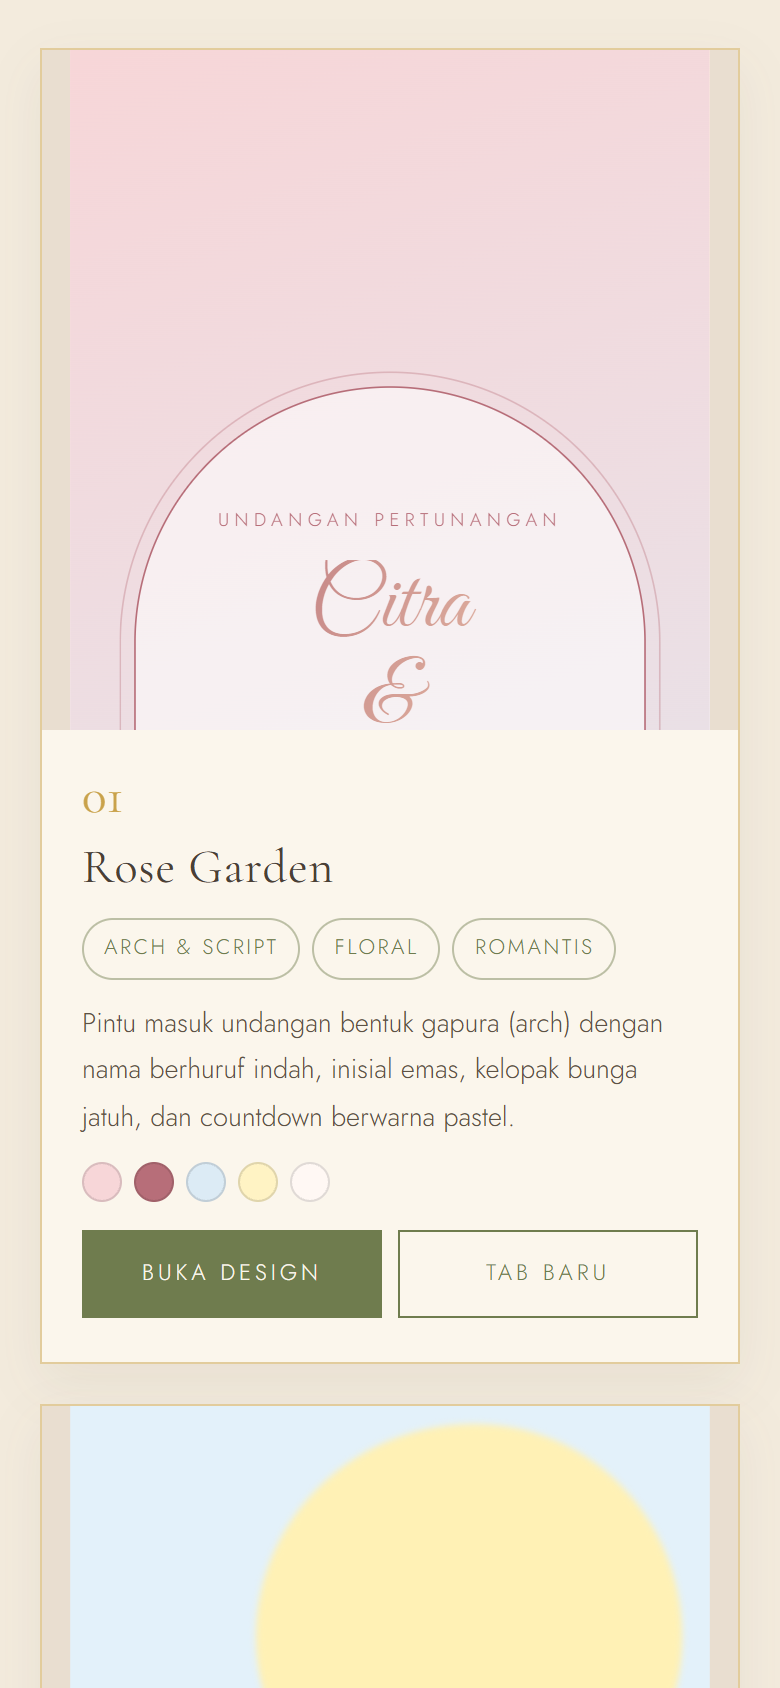 UNDANGAN PERTUNANGAN
Citra
&
01
Rose Garden
ARCH & SCRIPT FLORAL ROMANTIS
Pintu masuk undangan bentuk gapura (arch) dengan
nama berhuruf indah, inisial emas, kelopak bunga
jatuh, dan countdown berwarna pastel.
BUKA DESIGN TAB BARU